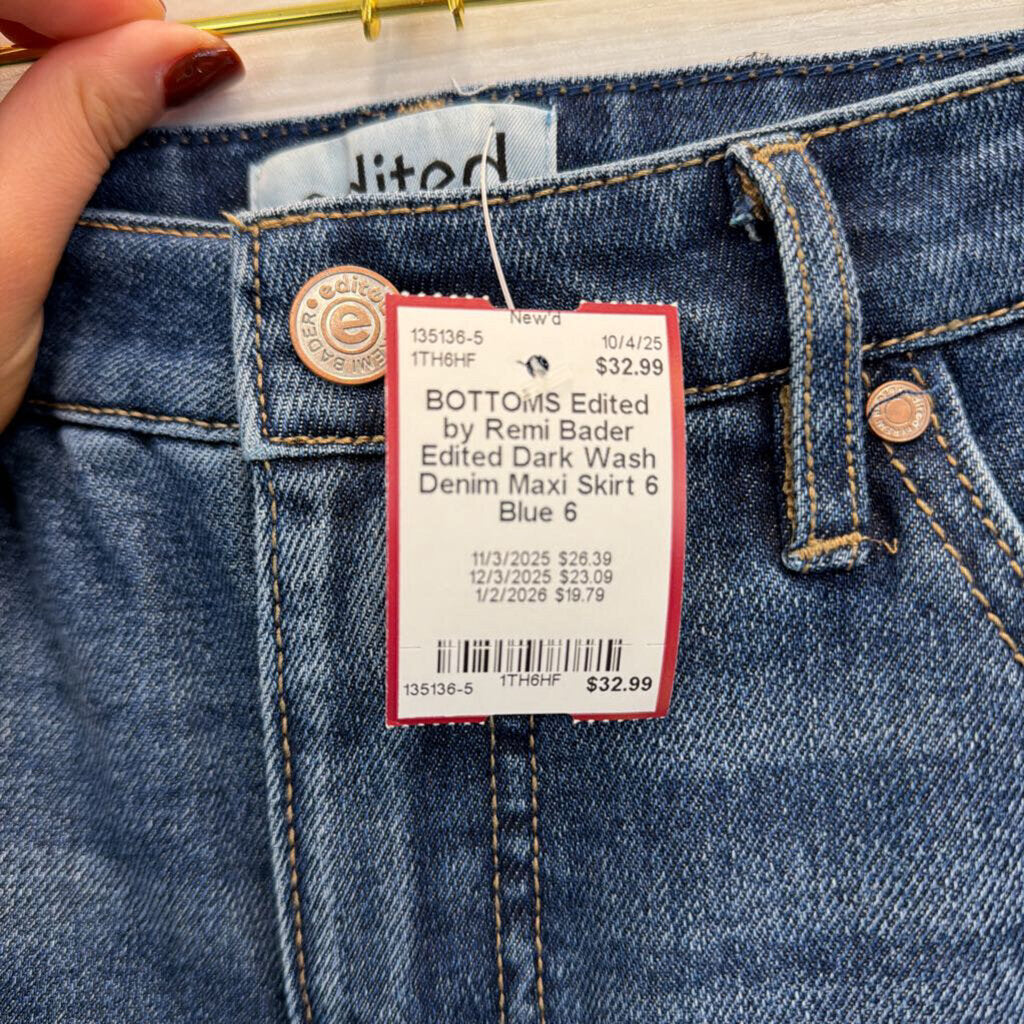 edited
edited
e
REMI BADER
New'd
135136-5 10/4/25
1TH6HF $32.99
BOTTOMS Edited
by Remi Bader
Edited Dark Wash
Denim Maxi Skirt 6
Blue 6
11/3/2025 $26.39
12/3/2025 $23.09
1/2/2026 $19.79
135136-5 1TH6HF $32.99